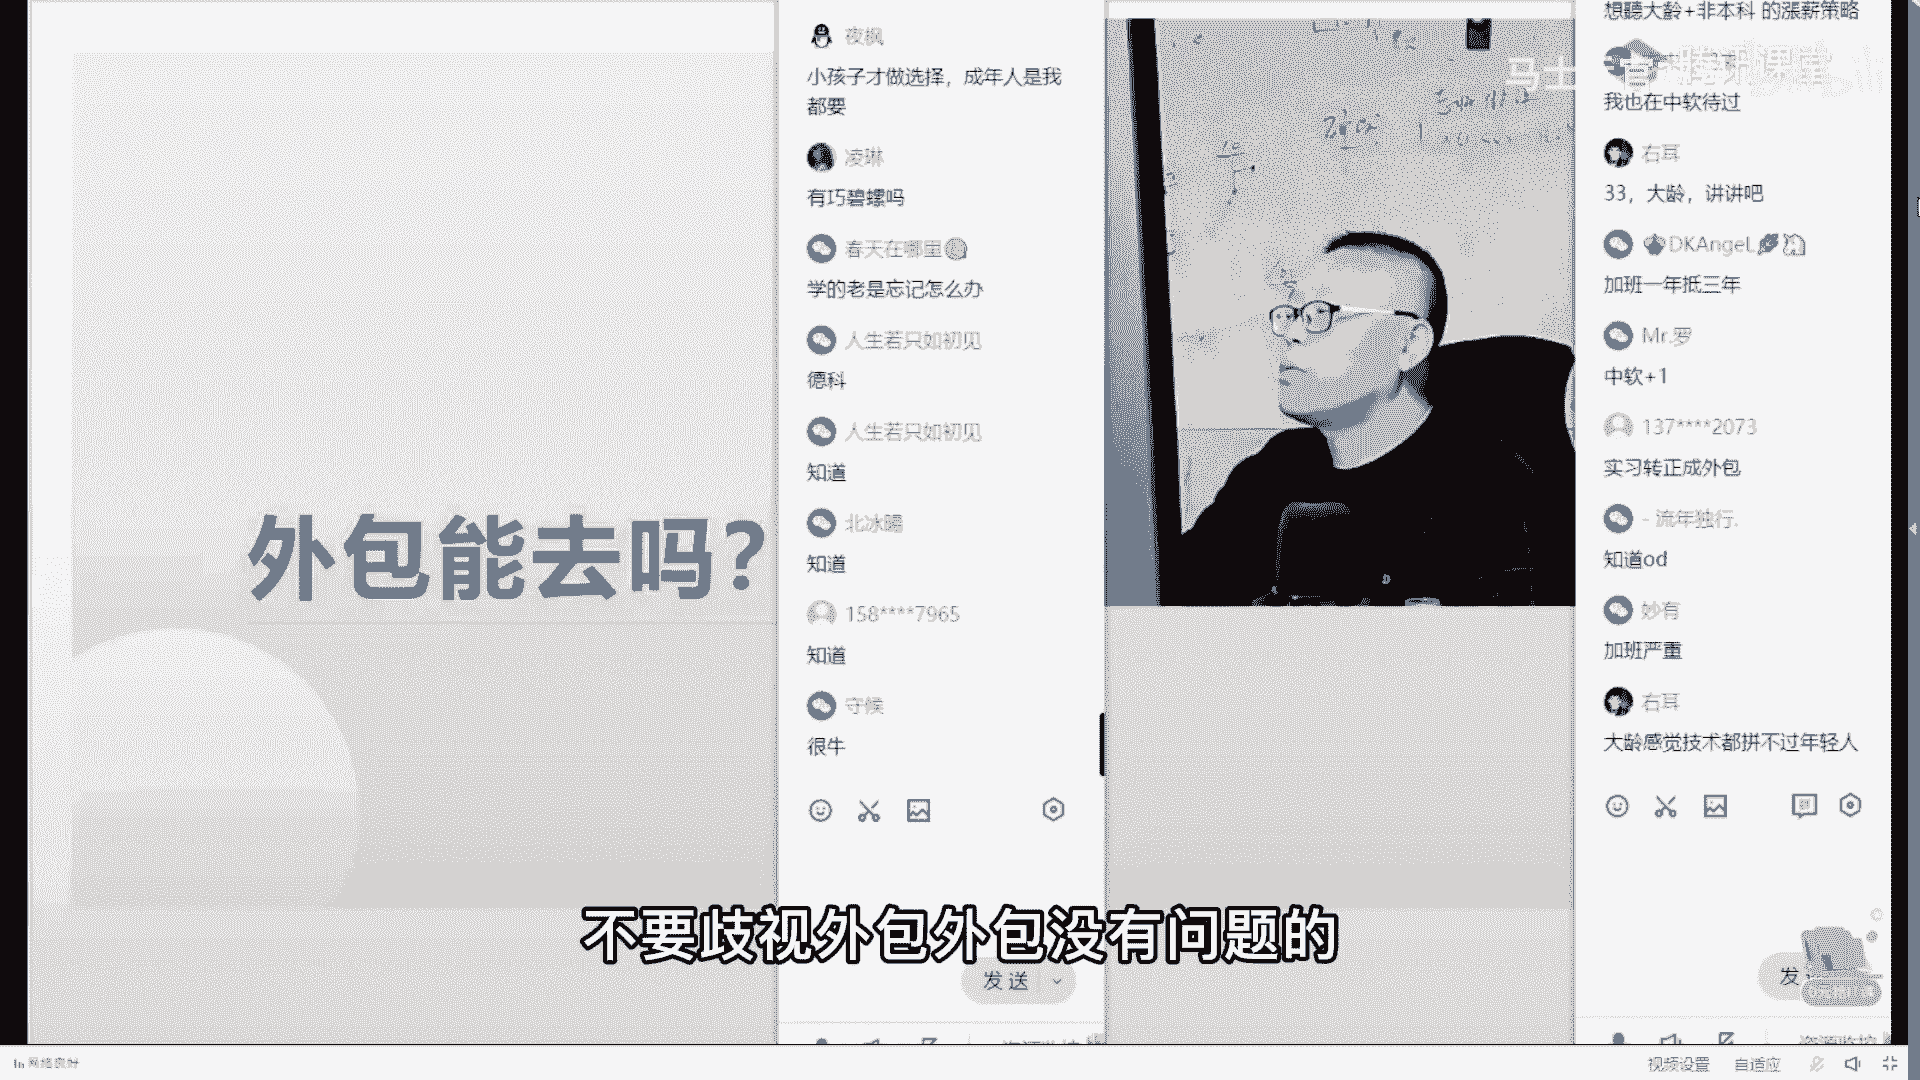 外包能去吗?
夜枫
小孩子才做选择，成年人是我
都要
凌琳
有巧碧螺吗
春天在哪里
学的老是忘记怎么办
人生若只如初见
德科
人生若只如初见
知道
北冰
知道
158****7965
知道
守候
很牛
发送
想聽大齡+非本科 的漲薪策略
腾讯课堂
我也在中软待过
右耳
33，大龄，讲讲吧
DKAngeL
加班一年抵三年
Mr.罗
中软+1
137****2073
实习转正成外包
- 流年独行.
知道od
妙有
加班严重
右耳
大龄感觉技术都拼不过年轻人
发
不要歧视外包外包没有问题的
网络良好
视频设置
自适应